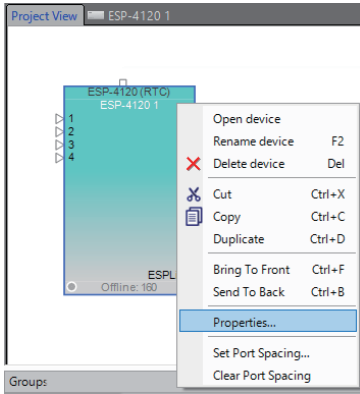 Project View ESP-4120 1
ESP-4120 (RTC)
ESP-4120 1
1
2
3
4
ESPL
Offline: 160
Open device
Rename device F2
Delete device Del
Cut Ctrl+X
Copy Ctrl+C
Duplicate Ctrl+D
Bring To Front Ctrl+F
Send To Back Ctrl+B
Properties...
Set Port Spacing...
Clear Port Spacing
Groups